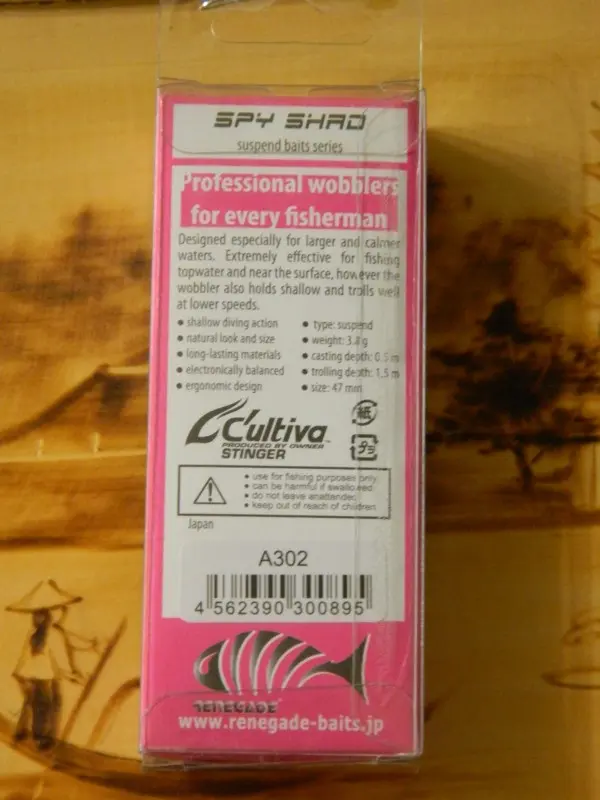 SPY SHAD
suspend baits series
Professional wobblers
for every fisherman
Designed especially for larger and calmer
waters. Extremely effective for fishing
topwater and near the surface, however the
wobbler also holds shallow and trolls well
at lower speeds.
• shallow diving action
• natural look and size
• long-lasting materials
• electronically balanced
• ergonomic design
• type: suspend
• weight: 3.8 g
• casting depth: 0.5 m
• trolling depth: 1.5 m
• size: 47 mm
C'ultiva™
PRODUCED BY OWNER
STINGER
紙
プラ
• use for fishing purposes only
• can be harmful if swallowed
• do not leave unattended
• keep out of reach of children
Japan
A302
4 562390 300895
RENEGADE®
www.renegade-baits.jp